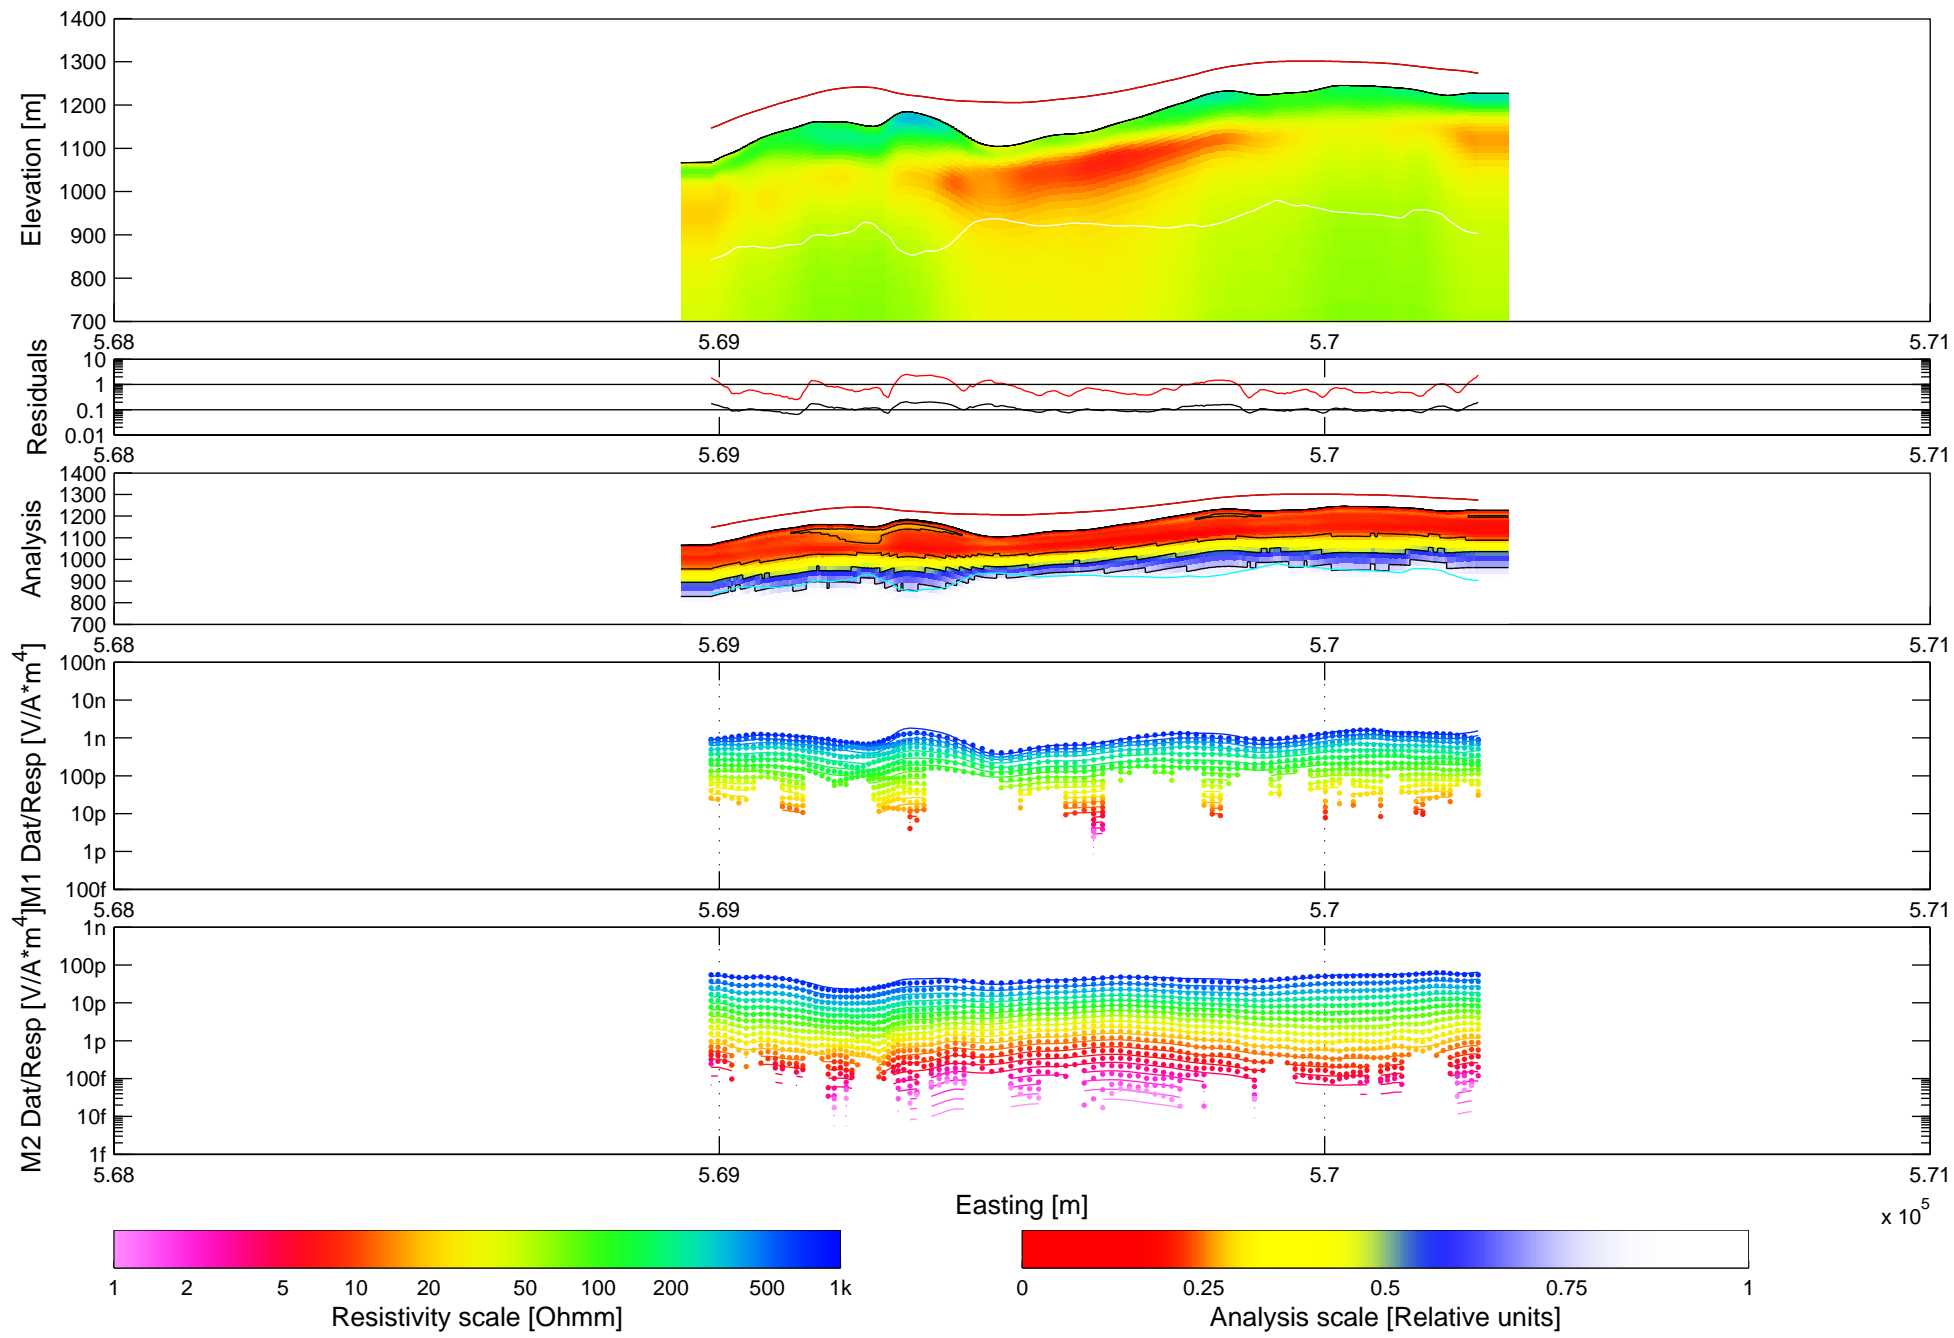 1400
1300
1200
1100
1000
900
800
700
Elevation [m]
5.68 5.69 5.7 5.71
10
1
0.1
0.01
Residuals
5.68 5.69 5.7 5.71
1400
1300
1200
1100
1000
900
800
700
Analysis
5.68 5.69 5.7 5.71
100n
10n
1n
100p
10p
1p
100f
M1 Dat/Resp [V/A*m^4]
5.68 5.69 5.7 5.71
1n
100p
10p
1p
100f
10f
1f
M2 Dat/Resp [V/A*m^4]
5.68 5.69 5.7 5.71
Easting [m]
x 10^5
1 2 5 10 20 50 100 200 500 1k
Resistivity scale [Ohmm]
0 0.25 0.5 0.75 1
Analysis scale [Relative units]